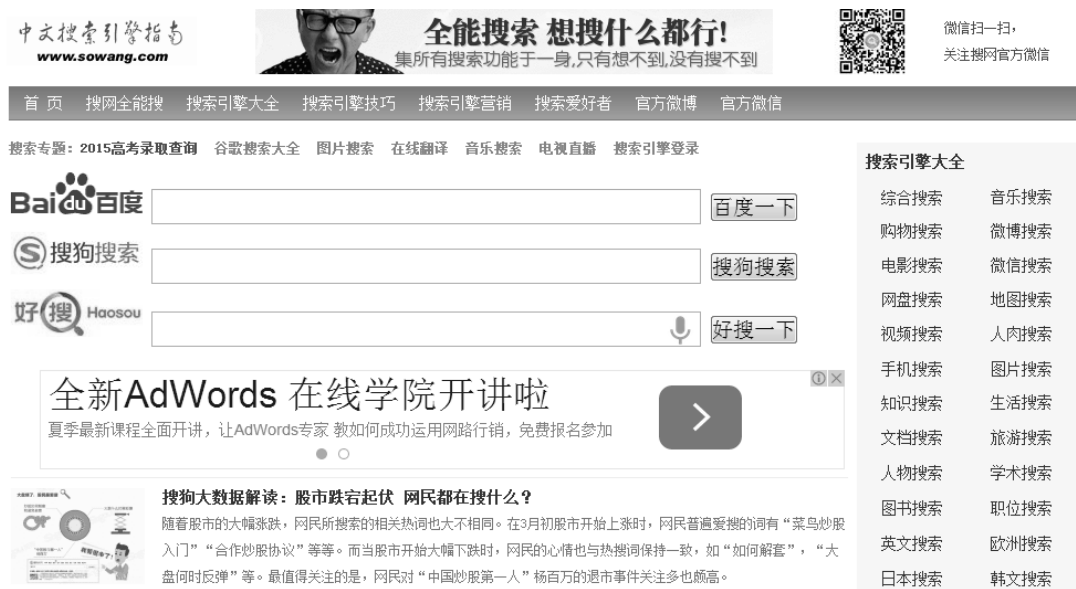 中文搜索引擎指南
www.sowang.com
全能搜索 想搜什么都行!
集所有搜索功能于一身,只有想不到,没有搜不到
微信扫一扫，
关注搜网官方微信
首 页 搜网全能搜 搜索引擎大全 搜索引擎技巧 搜索引擎营销 搜索爱好者 官方微博 官方微信
搜索专题：2015高考录取查询 谷歌搜索大全 图片搜索 在线翻译 音乐搜索 电视直播 搜索引擎登录
Baidu百度 百度一下
S 搜狗搜索 搜狗搜索
好搜 Haosou 好搜一下
全新AdWords 在线学院开讲啦
夏季最新课程全面开讲，让AdWords专家 教如何成功运用网路行销，免费报名参加
搜狗大数据解读：股市跌宕起伏 网民都在搜什么？
随着股市的大幅涨跌，网民所搜索的相关热词也大不相同。在3月初股市开始上涨时，网民普遍爱搜的词有“菜鸟炒股
入门”“合作炒股协议”等等。而当股市开始大幅下跌时，网民的心情也与热搜词保持一致，如“如何解套”，“大
盘何时反弹”等。最值得关注的是，网民对“中国炒股第一人”杨百万的退市事件关注多也颇高。
搜索引擎大全
综合搜索 音乐搜索
购物搜索 微博搜索
电影搜索 微信搜索
网盘搜索 地图搜索
视频搜索 人肉搜索
手机搜索 图片搜索
知识搜索 生活搜索
文档搜索 旅游搜索
人物搜索 学术搜索
图书搜索 职位搜索
英文搜索 欧洲搜索
日本搜索 韩文搜索